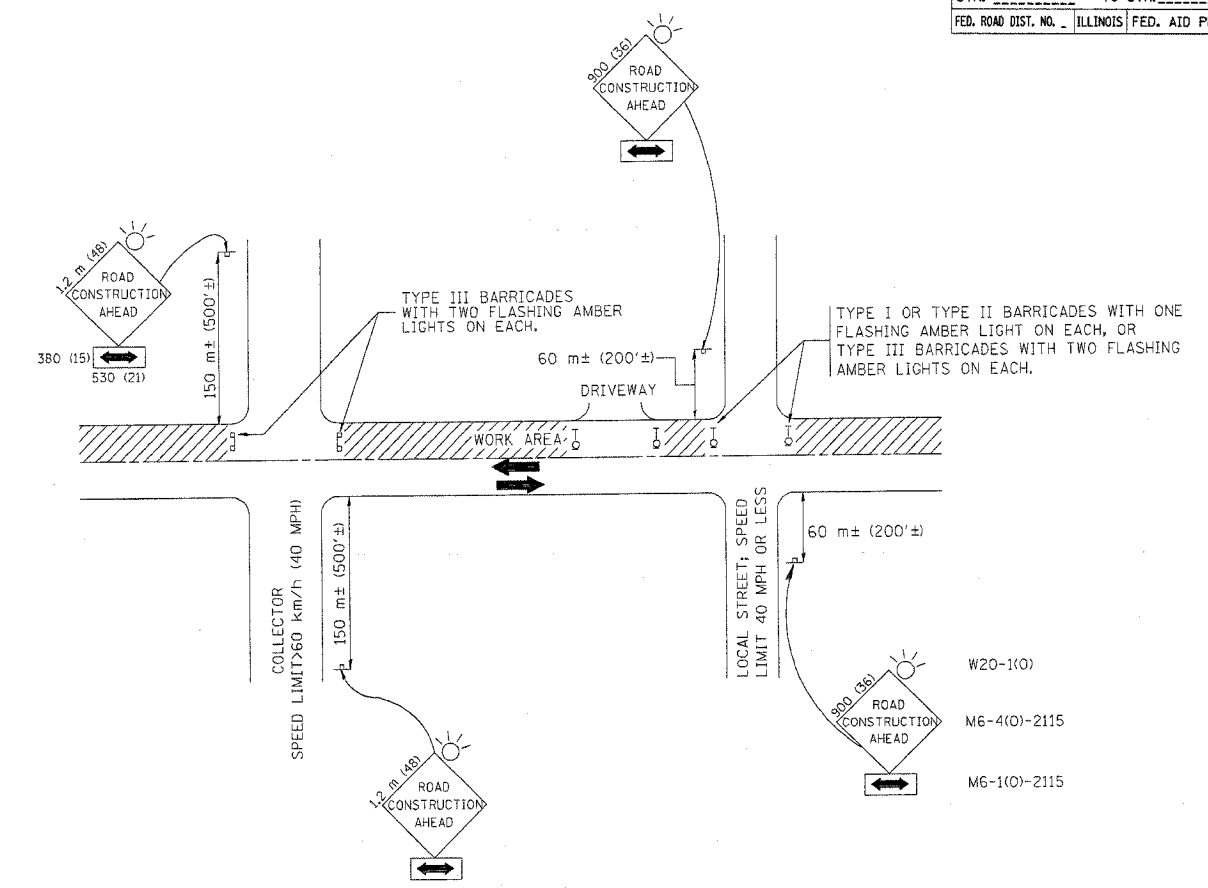 FED. ROAD DIST. NO. _ ILLINOIS FED. AID
900 (36)
ROAD
CONSTRUCTION
AHEAD
1.2 m (48)
ROAD
CONSTRUCTION
AHEAD
380 (15)
530 (21)
150 m± (500'±)
TYPE III BARRICADES
WITH TWO FLASHING AMBER
LIGHTS ON EACH.
60 m± (200'±)
DRIVEWAY
TYPE I OR TYPE II BARRICADES WITH ONE
FLASHING AMBER LIGHT ON EACH, OR
TYPE III BARRICADES WITH TWO FLASHING
AMBER LIGHTS ON EACH.
WORK AREA
COLLECTOR
SPEED LIMIT>60 km/h (40 MPH)
150 m± (500'±)
LOCAL STREET; SPEED
LIMIT 40 MPH OR LESS
60 m± (200'±)
1.2 m (48)
ROAD
CONSTRUCTION
AHEAD
900 (36)
ROAD
CONSTRUCTION
AHEAD
W20-1(O)
M6-4(O)-2115
M6-1(O)-2115